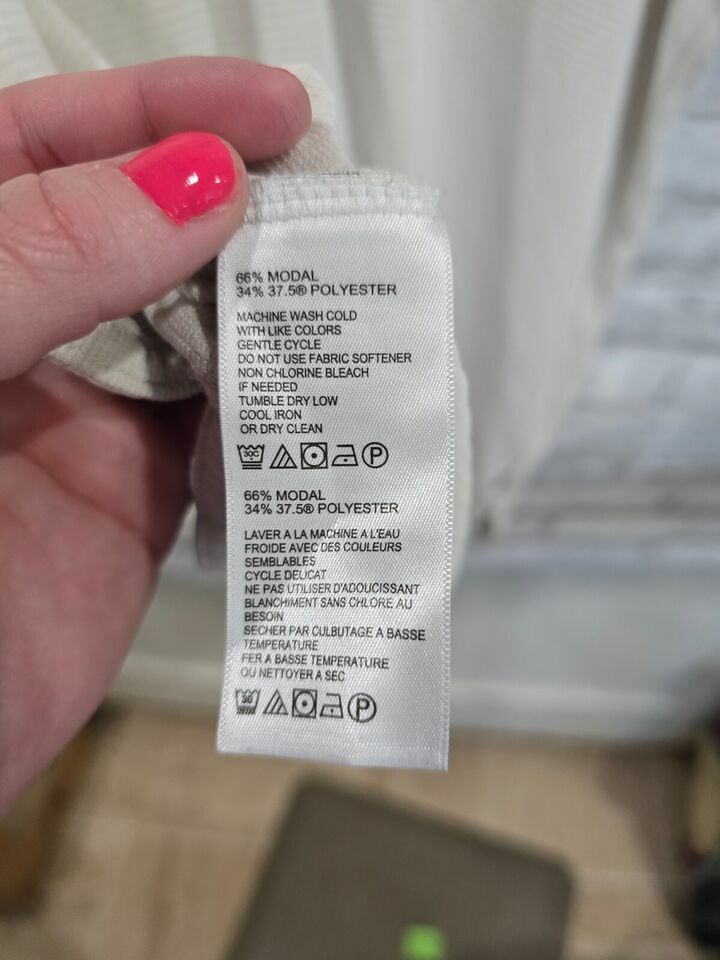 66% MODAL
34% 37.5® POLYESTER
MACHINE WASH COLD
WITH LIKE COLORS
GENTLE CYCLE
DO NOT USE FABRIC SOFTENER
NON CHLORINE BLEACH
IF NEEDED
TUMBLE DRY LOW
COOL IRON
OR DRY CLEAN
30C P
66% MODAL
34% 37.5® POLYESTER
LAVER A LA MACHINE A L'EAU
FROIDE AVEC DES COULEURS
SEMBLABLES
CYCLE DELICAT
NE PAS UTILISER D'ADOUCISSANT
BLANCHIMENT SANS CHLORE AU
BESOIN
SECHER PAR CULBUTAGE A BASSE
TEMPERATURE
FER A BASSE TEMPERATURE
OU NETTOYER A SEC
30 P